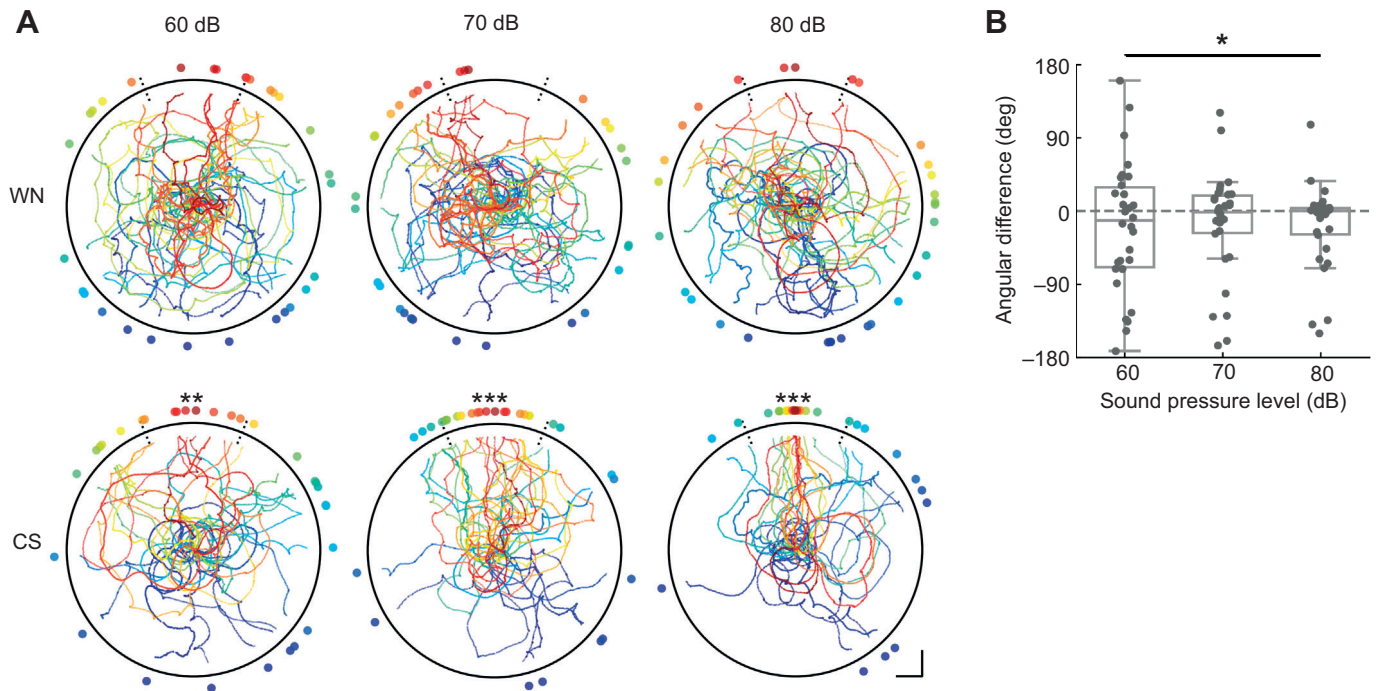 A
60 dB
70 dB
80 dB
WN
**
***
***
CS
B
*
Angular difference (deg)
180
90
0
–90
–180
60
70
80
Sound pressure level (dB)